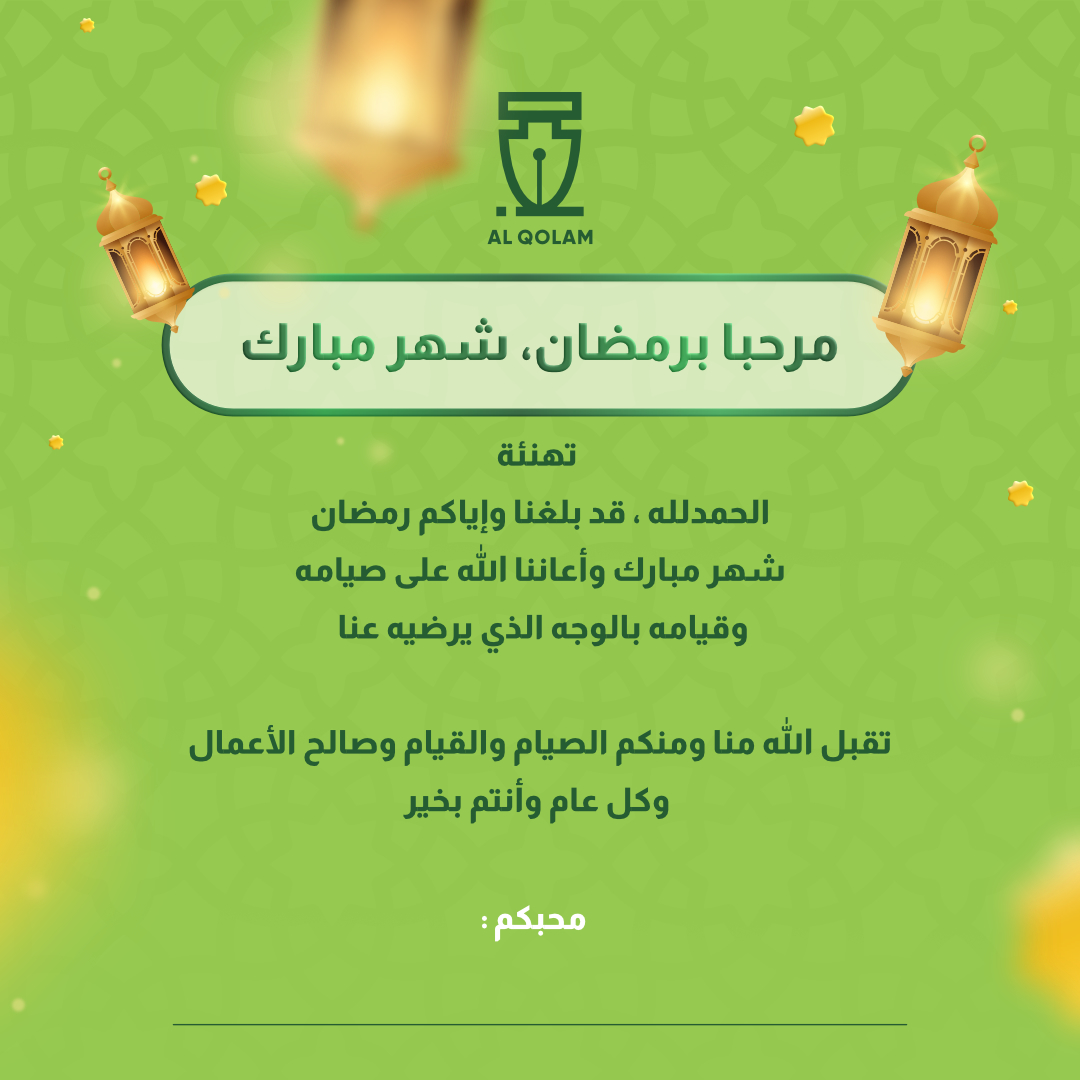 AL QOLAM
مرحبا برمضان، شهر مبارك
تهنئة
الحمدلله ، قد بلغنا وإياكم رمضان
شهر مبارك وأعاننا الله على صيامه
وقيامه بالوجه الذي يرضيه عنا
تقبل الله منا ومنكم الصيام والقيام وصالح الأعمال
وكل عام وأنتم بخير
محبكم :